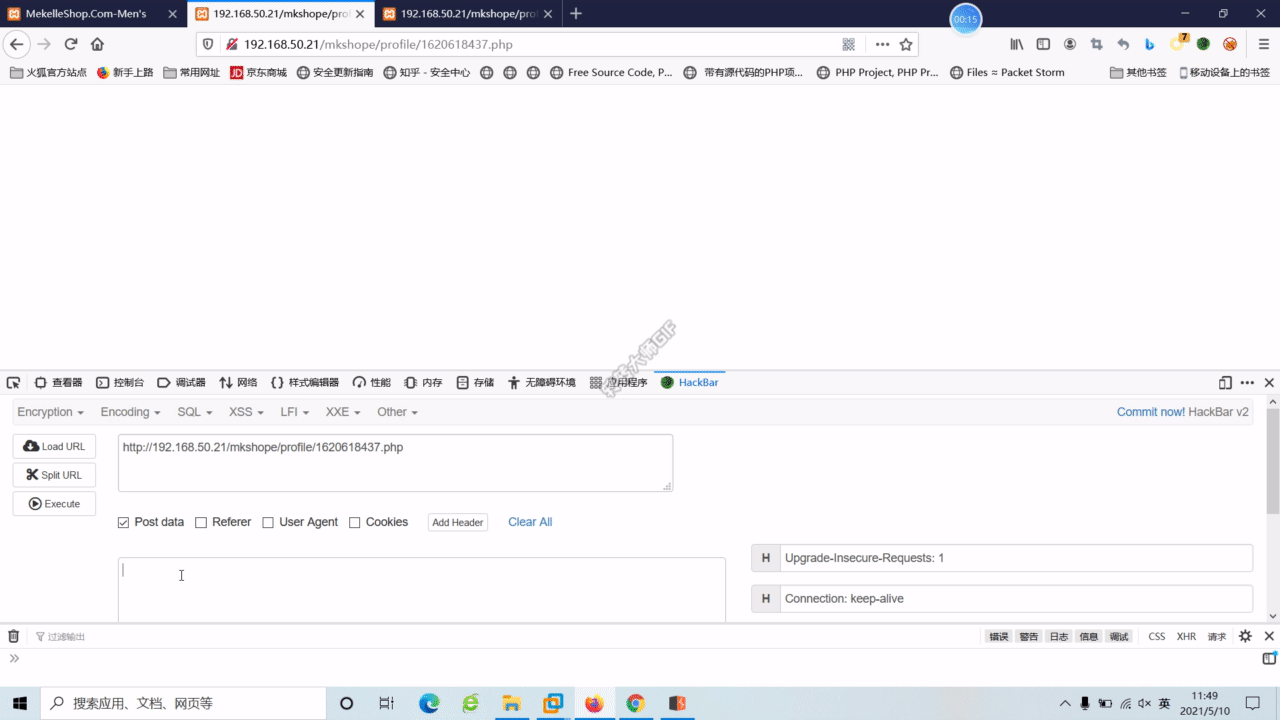 MekelleShop.Com-Men's
192.168.50.21/mkshope/prof
192.168.50.21/mkshope/prof
00:15
192.168.50.21/mkshope/profile/1620618437.php
7
火狐官方站点
新手上路
常用网址
JD
京东商城
安全更新指南
知乎 - 安全中心
Free Source Code, P...
带有源代码的PHP项...
PHP Project, PHP Pr...
Files ≈ Packet Storm
其他书签
移动设备上的书签
转转大师GIF
查看器
控制台
调试器
网络
样式编辑器
性能
内存
存储
无障碍环境
应用程序
HackBar
Encryption
Encoding
SQL
XSS
LFI
XXE
Other
Commit now! HackBar v2
Load URL
http://192.168.50.21/mkshope/profile/1620618437.php
Split URL
Execute
Post data
Referer
User Agent
Cookies
Add Header
Clear All
H
Upgrade-Insecure-Requests: 1
H
Connection: keep-alive
过滤输出
错误
警告
日志
信息
调试
CSS
XHR
请求
搜索应用、文档、网页等
英
11:49
2021/5/10